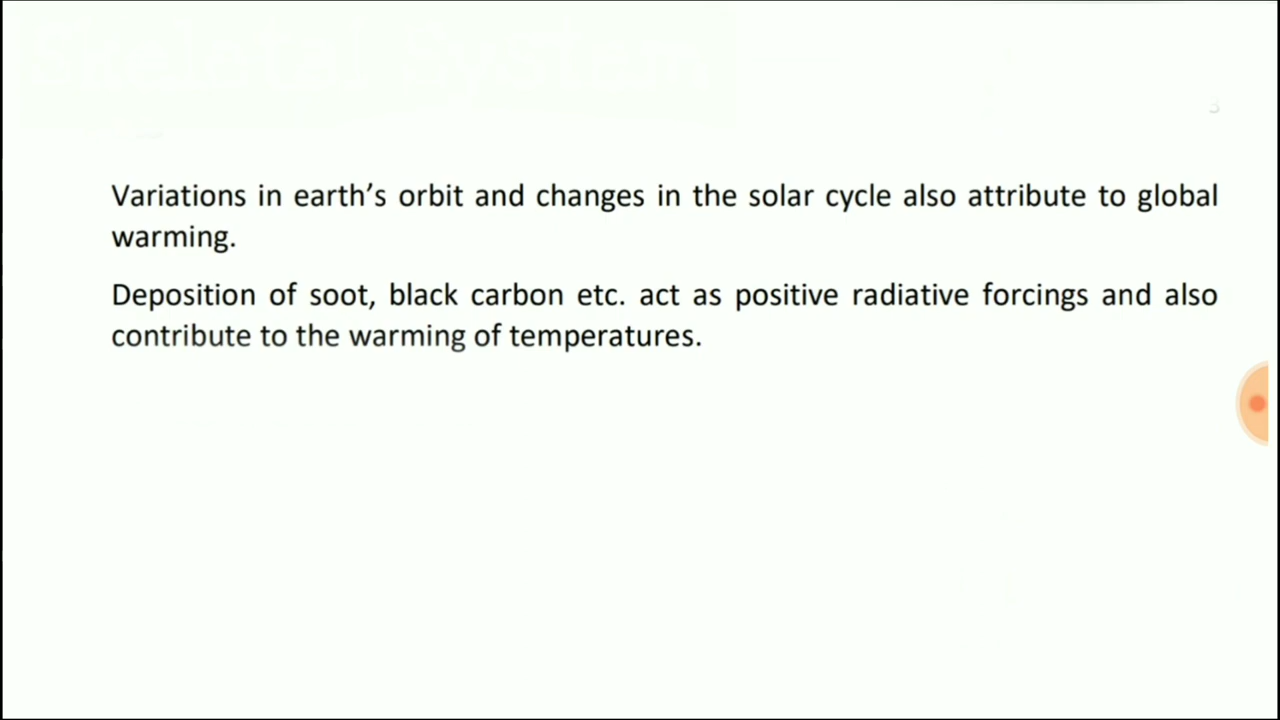 3
Variations in earth's orbit and changes in the solar cycle also attribute to global
warming.
Deposition of soot, black carbon etc. act as positive radiative forcings and also
contribute to the warming of temperatures.